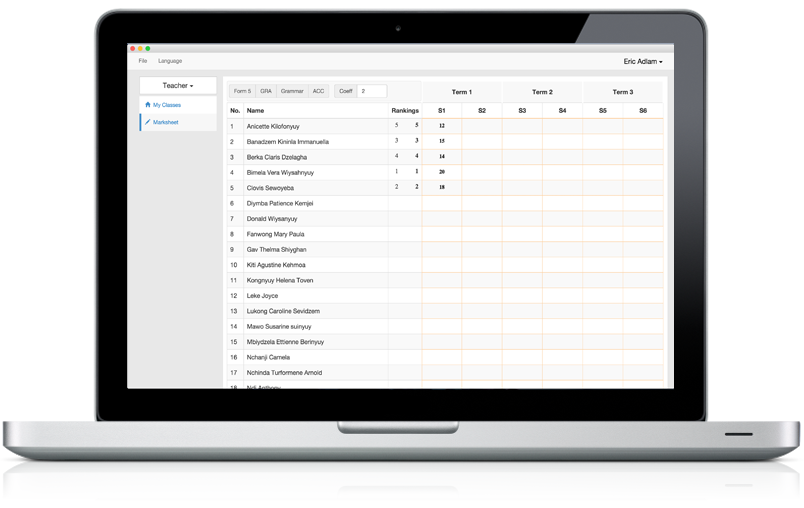 File Language Eric Adlam
Teacher
My Classes
Marksheet
Form 5 GRA Grammar ACC Coeff 2 Term 1 Term 2 Term 3
No. Name Rankings S1 S2 S3 S4 S5 S6
1 Anicette Kilofonyuy 5 5 12
2 Banadzem Kininla Immanuella 3 3 15
3 Berka Claris Dzelagha 4 4 14
4 Bimela Vera Wiysahnyuy 1 1 20
5 Clovis Sewoyeba 2 2 18
6 Diymba Patience Kemjei
7 Donald Wiysanyuy
8 Fanwong Mary Paula
9 Gav Thelma Shiyghan
10 Kiti Agustine Kehmoa
11 Kongnyuy Helena Toven
12 Leke Joyce
13 Lukong Caroline Sevidzem
14 Mawo Susarine suinyuy
15 Mbiydzela Ettienne Berinyuy
16 Nchanji Camela
17 Nchinda Turformene Arnold
18 Ndi Anthony